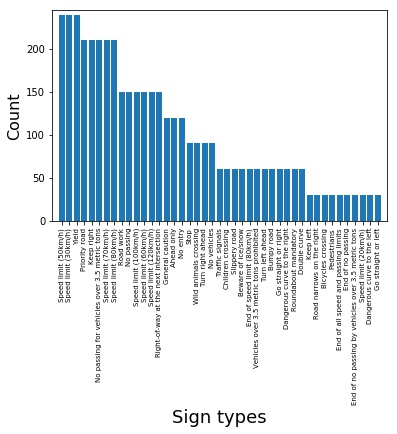 Count
200
150
100
50
0
Speed limit (50km/h)
Speed limit (30km/h)
Yield
Priority road
Keep right
No passing for vehicles over 3.5 metric tons
Speed limit (70km/h)
Speed limit (80km/h)
Road work
No passing
Speed limit (100km/h)
Speed limit (60km/h)
Speed limit (120km/h)
Right-of-way at the next intersection
General caution
Ahead only
No entry
Stop
Wild animals crossing
Turn right ahead
No vehicles
Traffic signals
Children crossing
Slippery road
Beware of ice/snow
End of speed limit (80km/h)
Vehicles over 3.5 metric tons prohibited
Turn left ahead
Bumpy road
Go straight or right
Dangerous curve to the right
Roundabout mandatory
Double curve
Keep left
Road narrows on the right
Bicycles crossing
Pedestrians
End of all speed and passing limits
End of no passing
End of no passing by vehicles over 3.5 metric tons
Speed limit (20km/h)
Dangerous curve to the left
Go straight or left
Sign types